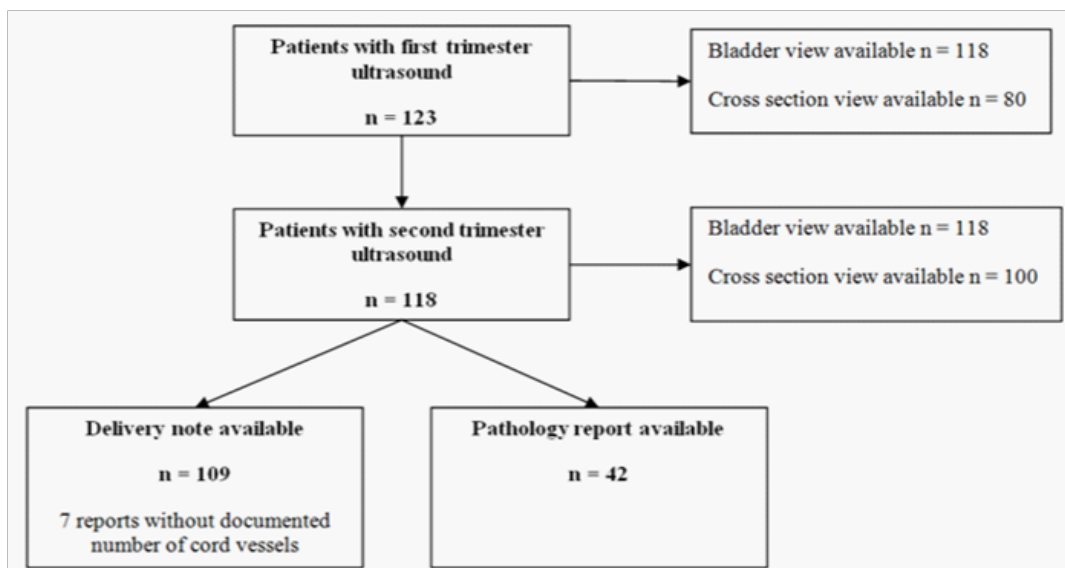 Patients with first trimester
ultrasound
n = 123
Bladder view available n = 118
Cross section view available n = 80
Patients with second trimester
ultrasound
n = 118
Bladder view available n = 118
Cross section view available n = 100
Delivery note available
n = 109
7 reports without documented
number of cord vessels
Pathology report available
n = 42